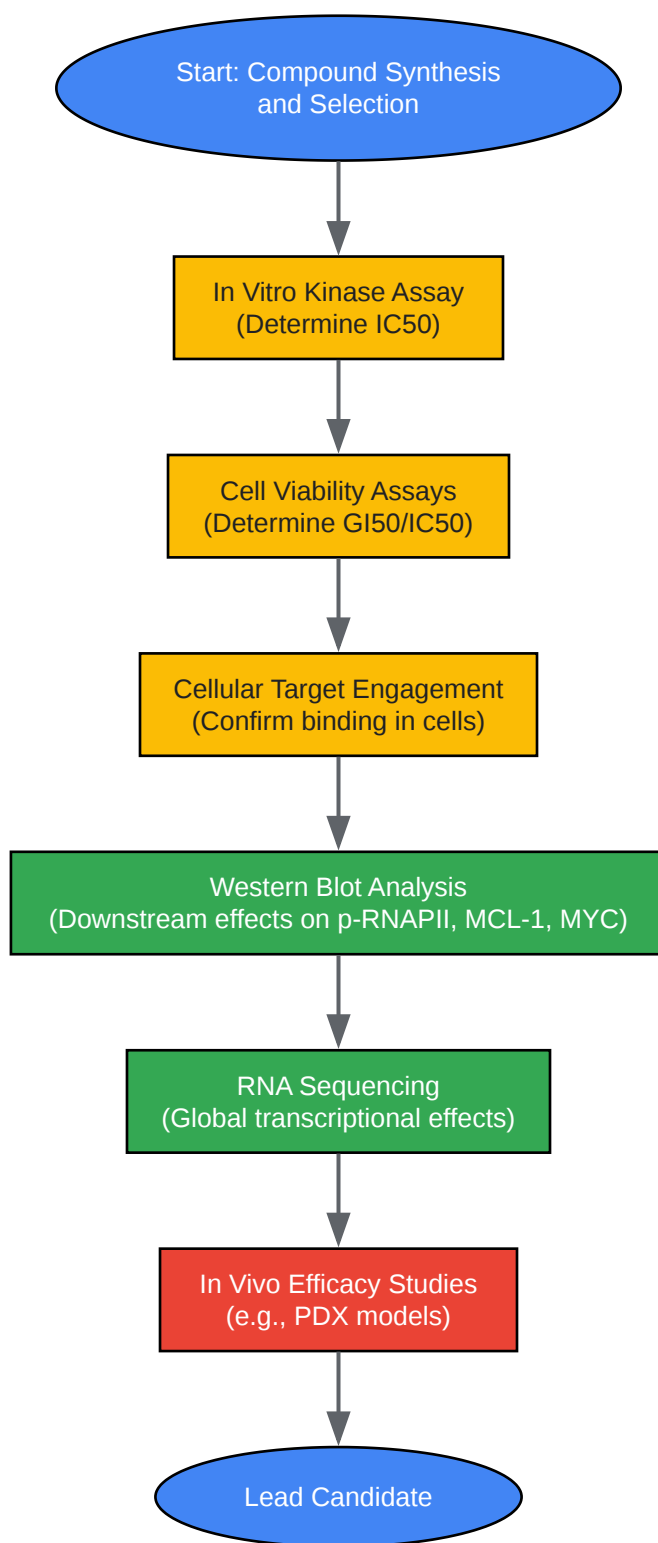 Start: Compound Synthesis
and Selection
In Vitro Kinase Assay
(Determine IC50)
Cell Viability Assays
(Determine GI50/IC50)
Cellular Target Engagement
(Confirm binding in cells)
Western Blot Analysis
(Downstream effects on p-RNAPII, MCL-1, MYC)
RNA Sequencing
(Global transcriptional effects)
In Vivo Efficacy Studies
(e.g., PDX models)
Lead Candidate